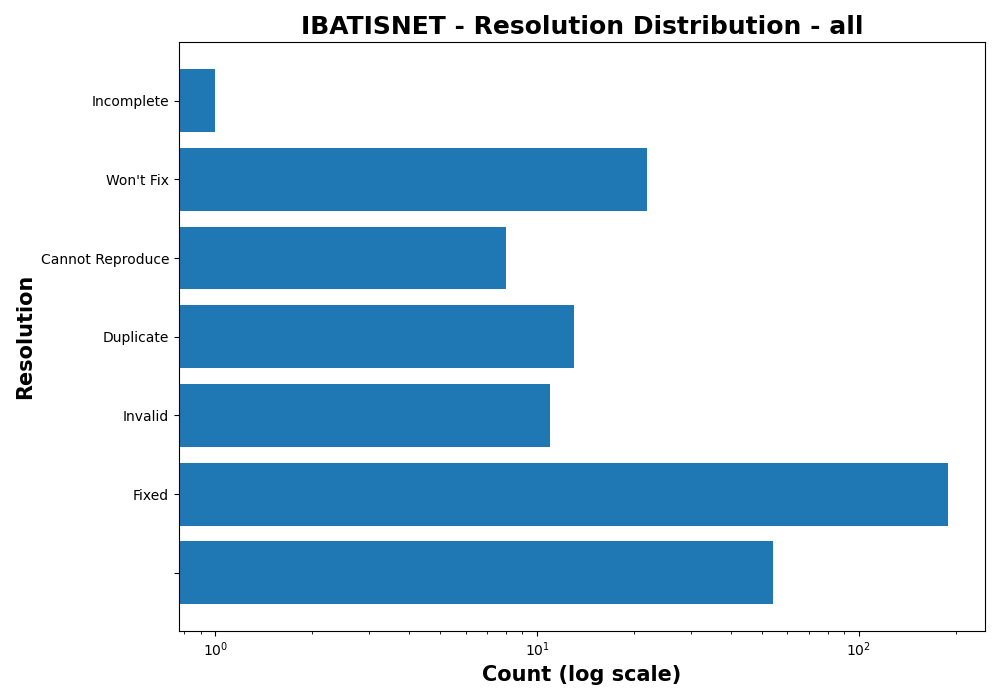 IBATISNET - Resolution Distribution - all
Incomplete
Won't Fix
Cannot Reproduce
Duplicate
Invalid
Fixed
Resolution
10⁰
10¹
10²
Count (log scale)